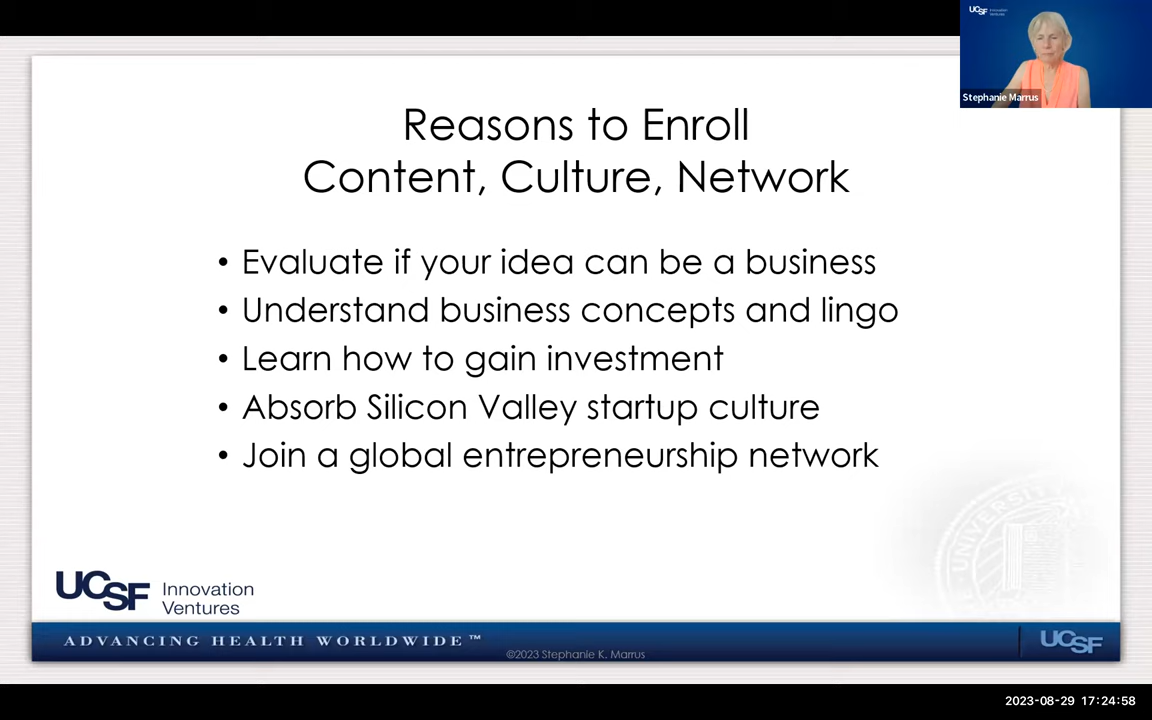 UCSF Innovation
Ventures
Stephanie Marrus
Reasons to Enroll
Content, Culture, Network
• Evaluate if your idea can be a business
• Understand business concepts and lingo
• Learn how to gain investment
• Absorb Silicon Valley startup culture
• Join a global entrepreneurship network
UNIVERSITY
UCSF Innovation
Ventures
ADVANCING HEALTH WORLDWIDE™
UCSF
©2023 Stephanie K. Marrus
2023-08-29 17:24:58